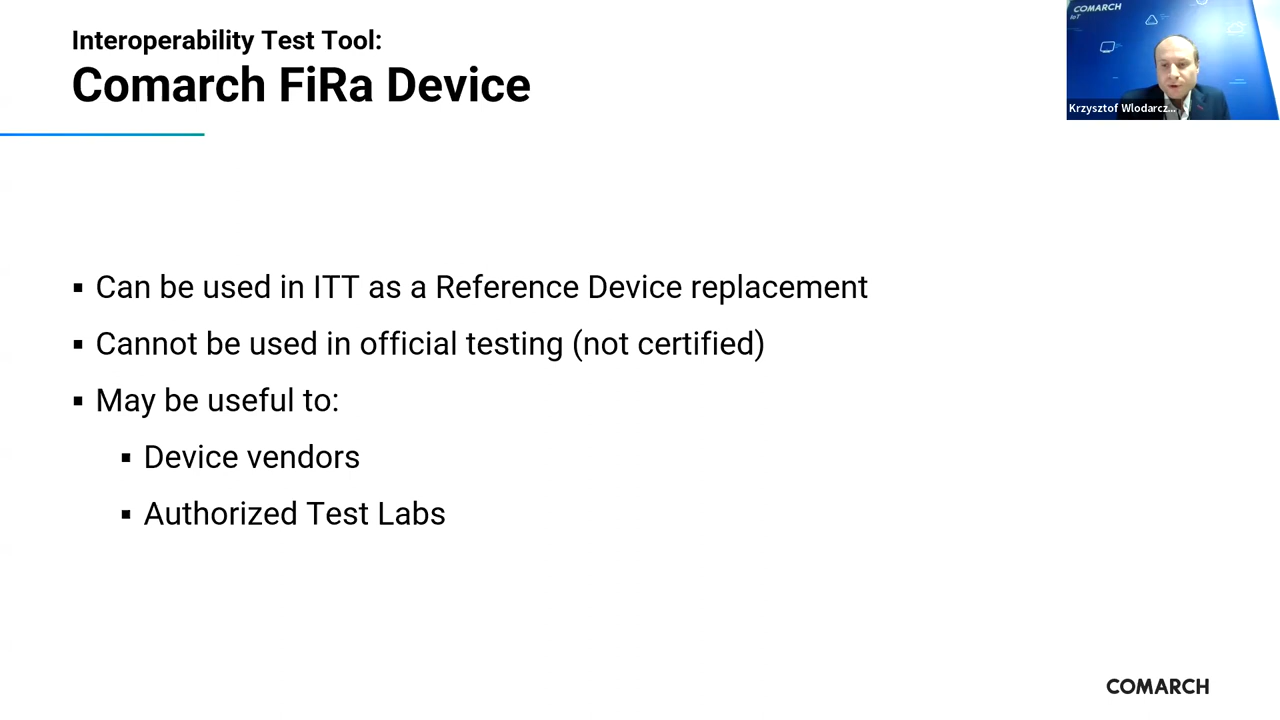 Interoperability Test Tool:
Comarch FiRa Device
COMARCH
IoT
Krzysztof Wlodarcz...
▪ Can be used in ITT as a Reference Device replacement
▪ Cannot be used in official testing (not certified)
▪ May be useful to:
▪ Device vendors
▪ Authorized Test Labs
COMARCH